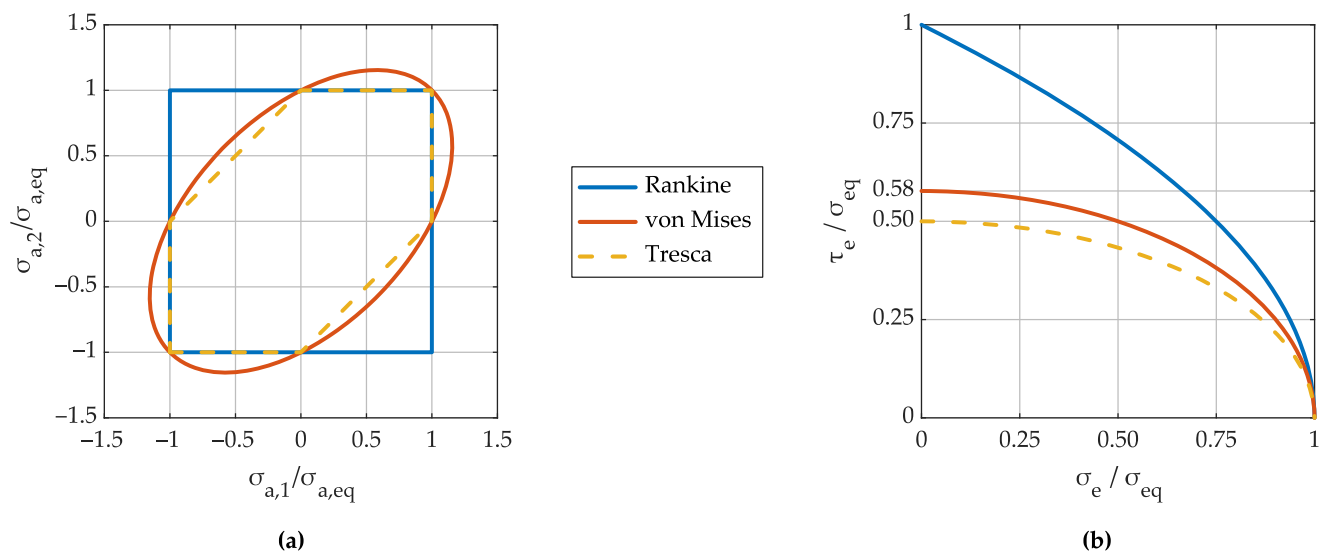 1.5
1
0.5
0
−0.5
−1
−1.5
−1.5
−1
−0.5
0
0.5
1
1.5
σa,2/σa,eq
σa,1/σa,eq
(a)
Rankine
von Mises
Tresca
1
0.75
0.58
0.50
0.25
0
0
0.25
0.50
0.75
1
τe / σeq
σe / σeq
(b)